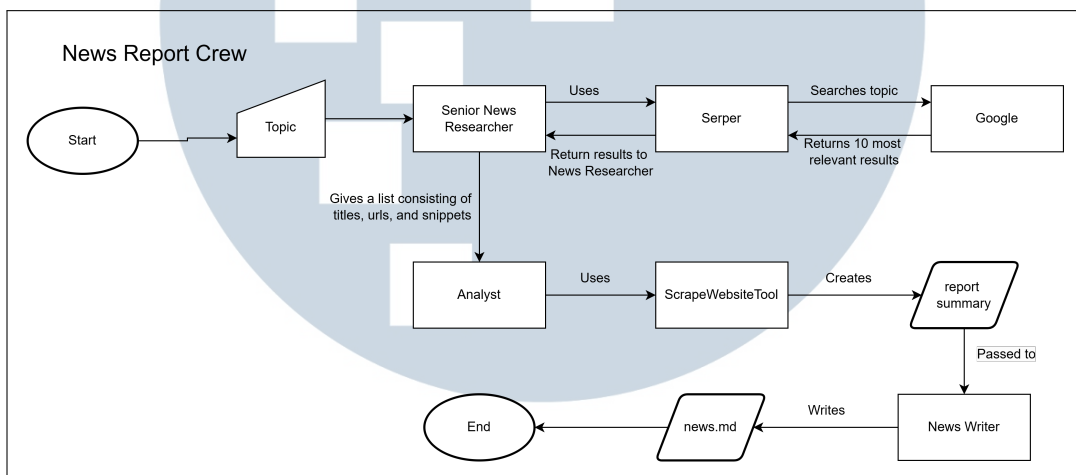 News Report Crew
Start
Topic
Senior News
Researcher
Uses
Serper
Searches topic
Google
Return results to
News Researcher
Returns 10 most
relevant results
Gives a list consisting of
titles, urls, and snippets
Analyst
Uses
ScrapeWebsiteTool
Creates
report
summary
Passed to
News Writer
Writes
news.md
End